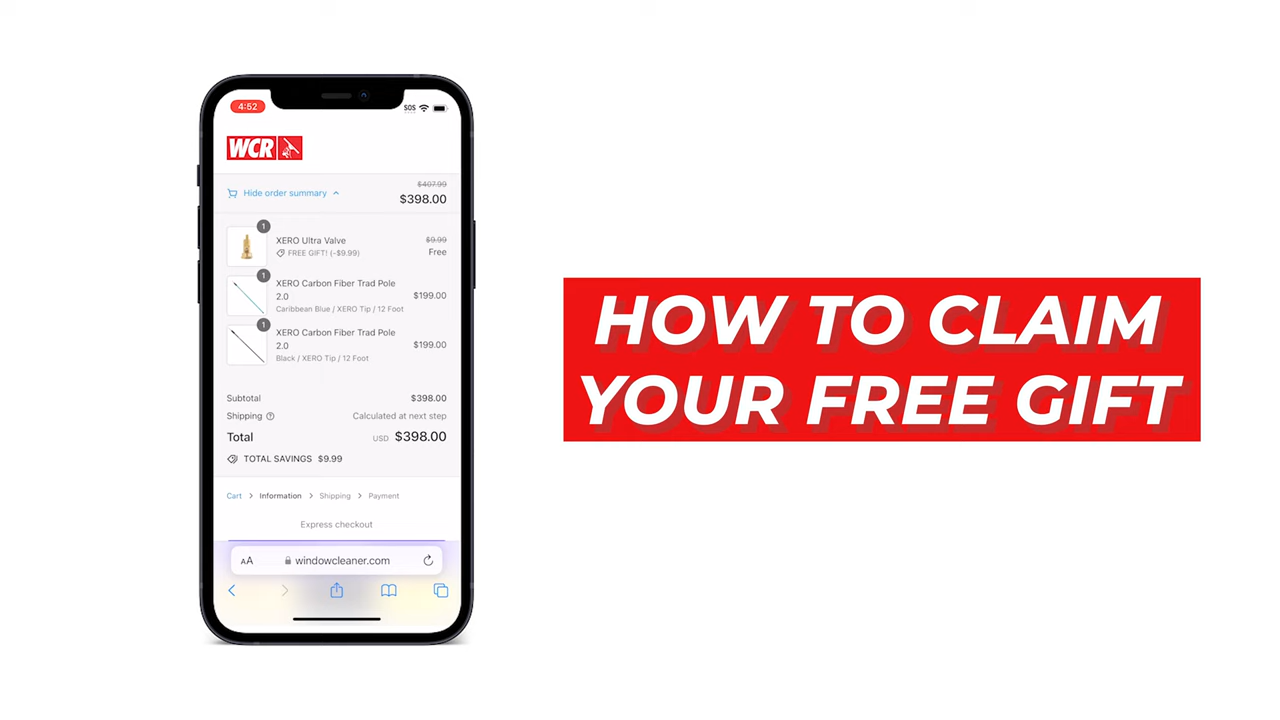 4:52
SOS
WCR
Hide order summary
$407.99
$398.00
1
XERO Ultra Valve
FREE GIFT! (-$9.99)
$9.99
Free
1
XERO Carbon Fiber Trad Pole
2.0
Caribbean Blue / XERO Tip / 12 Foot
$199.00
1
XERO Carbon Fiber Trad Pole
2.0
Black / XERO Tip / 12 Foot
$199.00
Subtotal $398.00
Shipping Calculated at next step
Total USD $398.00
TOTAL SAVINGS $9.99
Cart > Information > Shipping > Payment
Express checkout
AA windowcleaner.com
HOW TO CLAIM
YOUR FREE GIFT